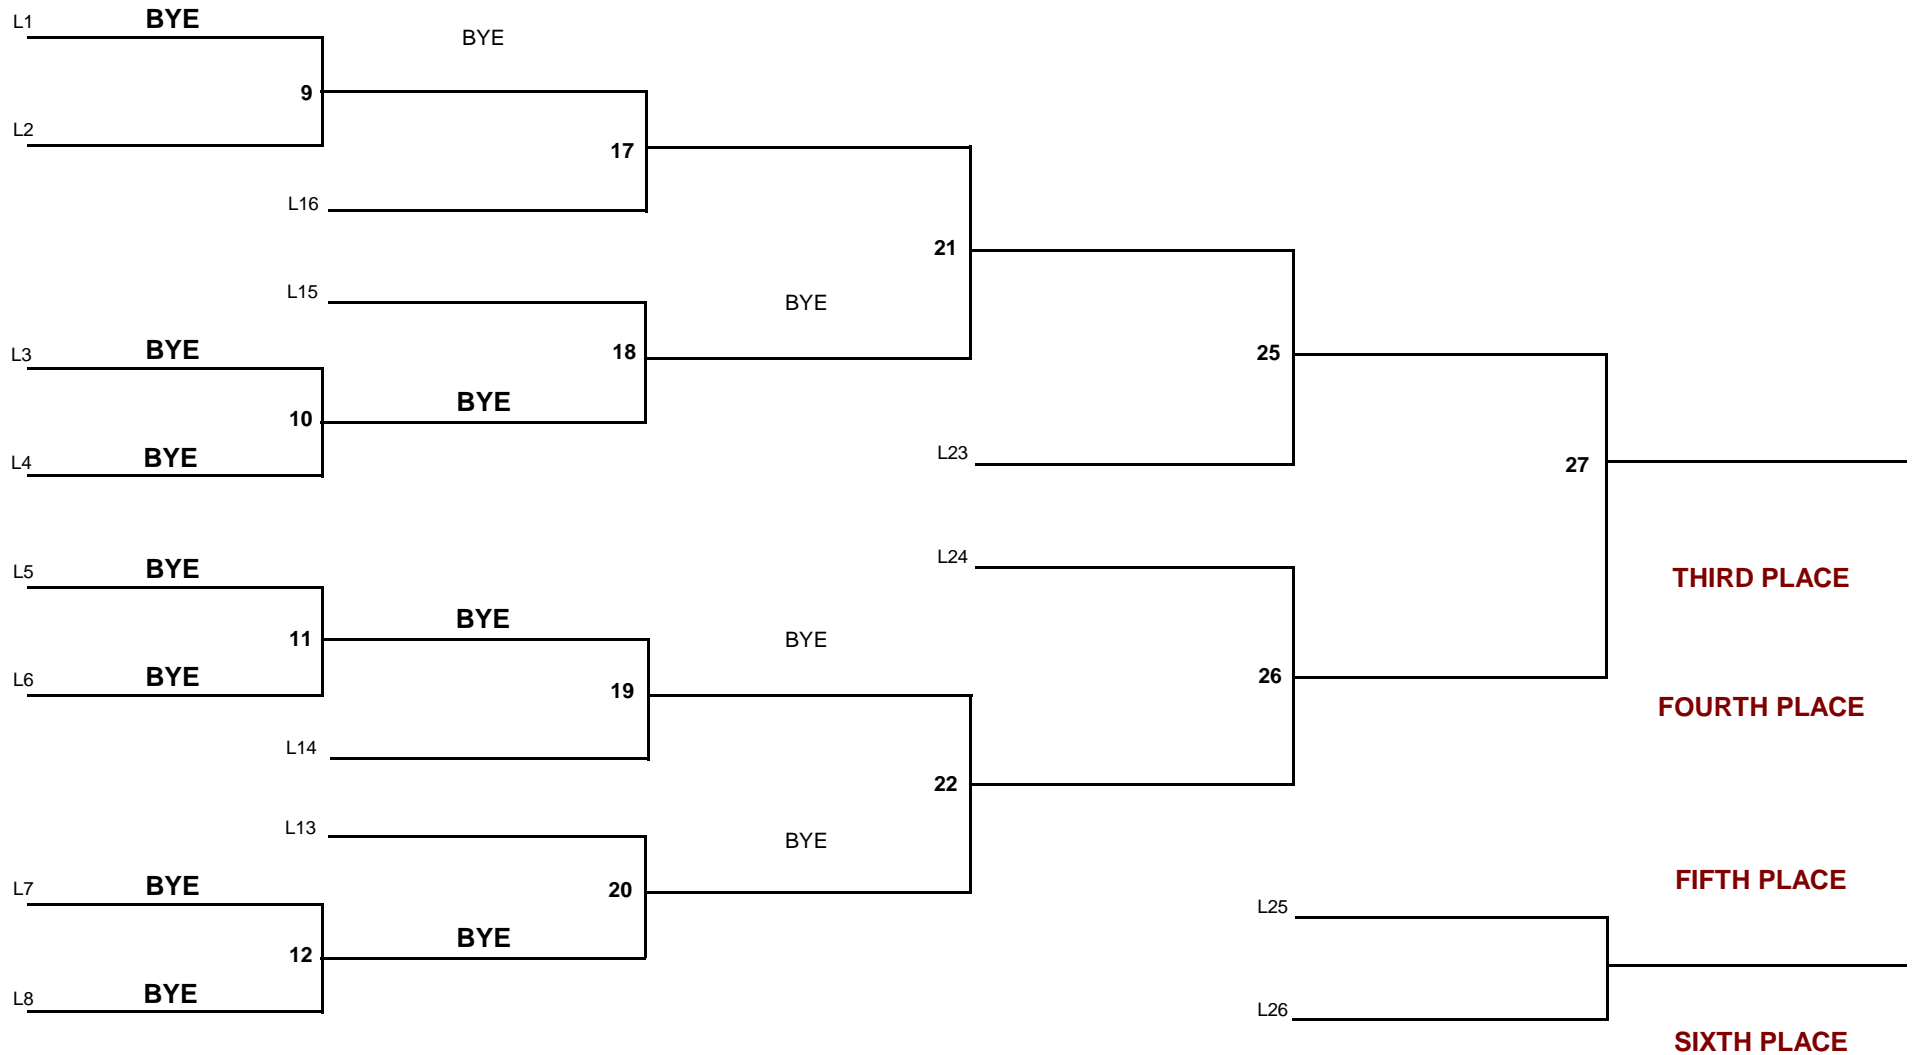 L1 BYE
BYE
9
L2
17
L16
21
L15
BYE
L3 BYE
18
25
10
BYE
L4 BYE
L23
27
L24
L5 BYE
THIRD PLACE
BYE
11
BYE
L6 BYE
26
19
FOURTH PLACE
L14
22
L13
BYE
FIFTH PLACE
L7 BYE
20
L25
BYE
12
L8 BYE
L26
SIXTH PLACE